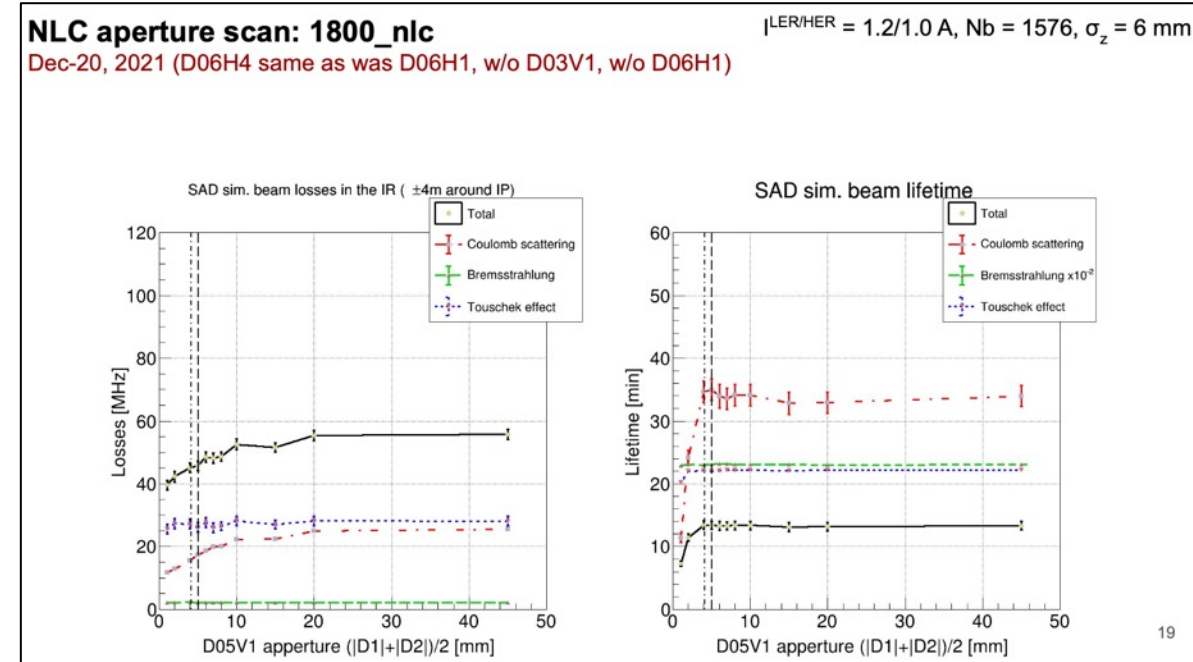 NLC aperture scan: 1800_nlc
I^LER/HER = 1.2/1.0 A, Nb = 1576, σ_z = 6 mm
Dec-20, 2021 (D06H4 same as was D06H1, w/o D03V1, w/o D06H1)
SAD sim. beam losses in the IR ( ±4m around IP)
Total
Coulomb scattering
Bremsstrahlung
Touschek effect
Losses [MHz]
120
100
80
60
40
20
0
0 10 20 30 40 50
D05V1 apperture (|D1|+|D2|)/2 [mm]
SAD sim. beam lifetime
Total
Coulomb scattering
Bremsstrahlung x10^-2
Touschek effect
Lifetime [min]
60
50
40
30
20
10
0
0 10 20 30 40 50
D05V1 apperture (|D1|+|D2|)/2 [mm]
19